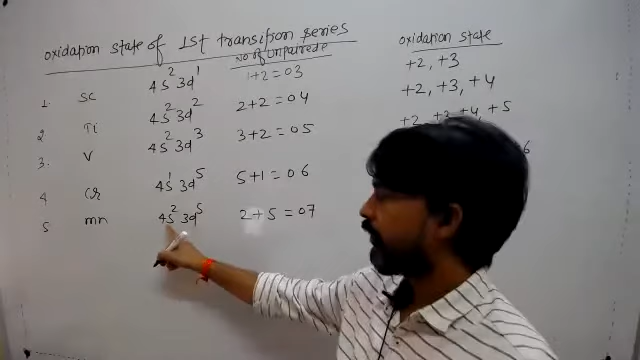 oxidation state of 1st transition series
No of unpairede
oxidation state
1. Sc 4s² 3d¹ 1+2=03 +2, +3
2 Ti 4s² 3d² 2+2=04 +2, +3, +4
3. V 4s² 3d³ 3+2=05 +2, +3, +4, +5
4 Cr 4s¹ 3d⁵ 5+1=06 6
5 mn 4s² 3d⁵ 2+5=07